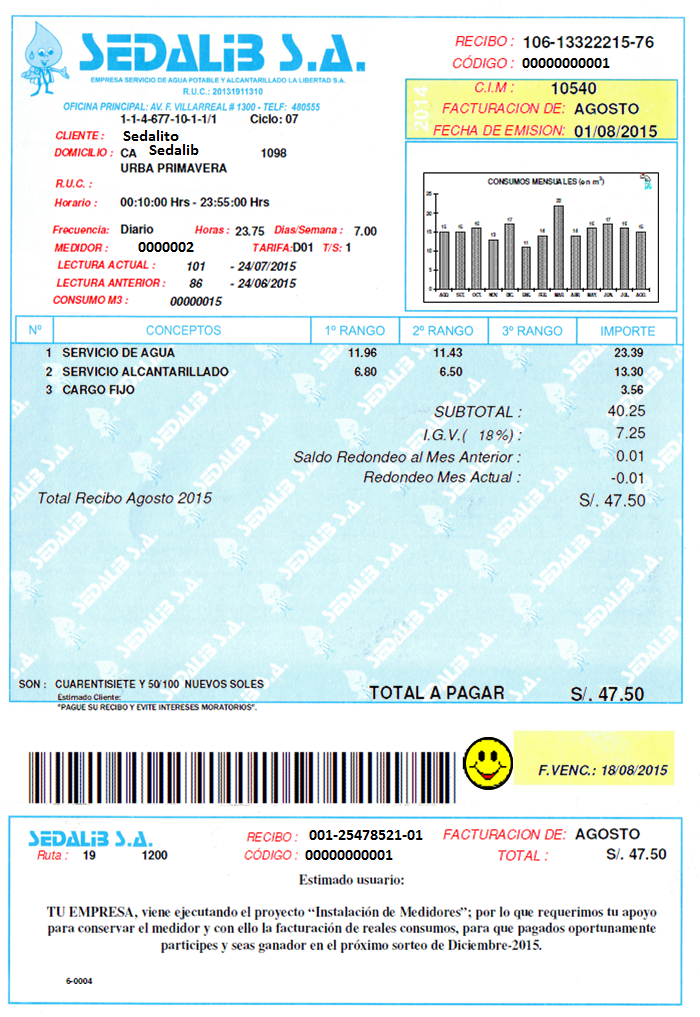 SEDALIB S.A.
EMPRESA SERVICIO DE AGUA POTABLE Y ALCANTARILLADO LA LIBERTAD S.A.
R.U.C.: 20131911310
OFICINA PRINCIPAL: AV. F. VILLARREAL # 1300 - TELF: 480555
RECIBO : 106-13322215-76
CÓDIGO : 00000000001
2014
C.I.M : 10540
FACTURACION DE: AGOSTO
FECHA DE EMISION: 01/08/2015
1-1-4-677-10-1-1/1 Ciclo: 07
CLIENTE : Sedalito
DOMICILIO : CA Sedalib 1098
URBA PRIMAVERA
R.U.C. :
Horario : 00:10:00 Hrs - 23:55:00 Hrs
Frecuencia: Diario Horas : 23.75 Dias/Semana : 7.00
MEDIDOR : 0000002 TARIFA:D01 T/S: 1
LECTURA ACTUAL : 101 - 24/07/2015
LECTURA ANTERIOR : 86 - 24/06/2015
CONSUMO M3 : 00000015
CONSUMOS MENSUALES (en m³)
25
20
15
10
5
0
15 15 16 13 17 11 14 22 14 16 17 16 15
AGO. SET. OCT. NOV. DIC. ENE. FEB. MAR. ABR. MAY. JUN. JUL. AGO.
Nº CONCEPTOS 1º RANGO 2º RANGO 3º RANGO IMPORTE
1 SERVICIO DE AGUA 11.96 11.43 23.39
2 SERVICIO ALCANTARILLADO 6.80 6.50 13.30
3 CARGO FIJO 3.56
SUBTOTAL : 40.25
I.G.V.( 18%) : 7.25
Saldo Redondeo al Mes Anterior : 0.01
Redondeo Mes Actual : -0.01
Total Recibo Agosto 2015 S/. 47.50
SON : CUARENTISIETE Y 50/100 NUEVOS SOLES
Estimado Cliente:
"PAGUE SU RECIBO Y EVITE INTERESES MORATORIOS".
TOTAL A PAGAR S/. 47.50
F.VENC.: 18/08/2015
SEDALIB S.A.
Ruta : 19 1200
RECIBO : 001-25478521-01
CÓDIGO : 00000000001
FACTURACION DE: AGOSTO
TOTAL : S/. 47.50
Estimado usuario:
TU EMPRESA, viene ejecutando el proyecto “Instalación de Medidores”; por lo que requerimos tu apoyo
para conservar el medidor y con ello la facturación de reales consumos, para que pagados oportunamente
participes y seas ganador en el próximo sorteo de Diciembre-2015.
6-0004